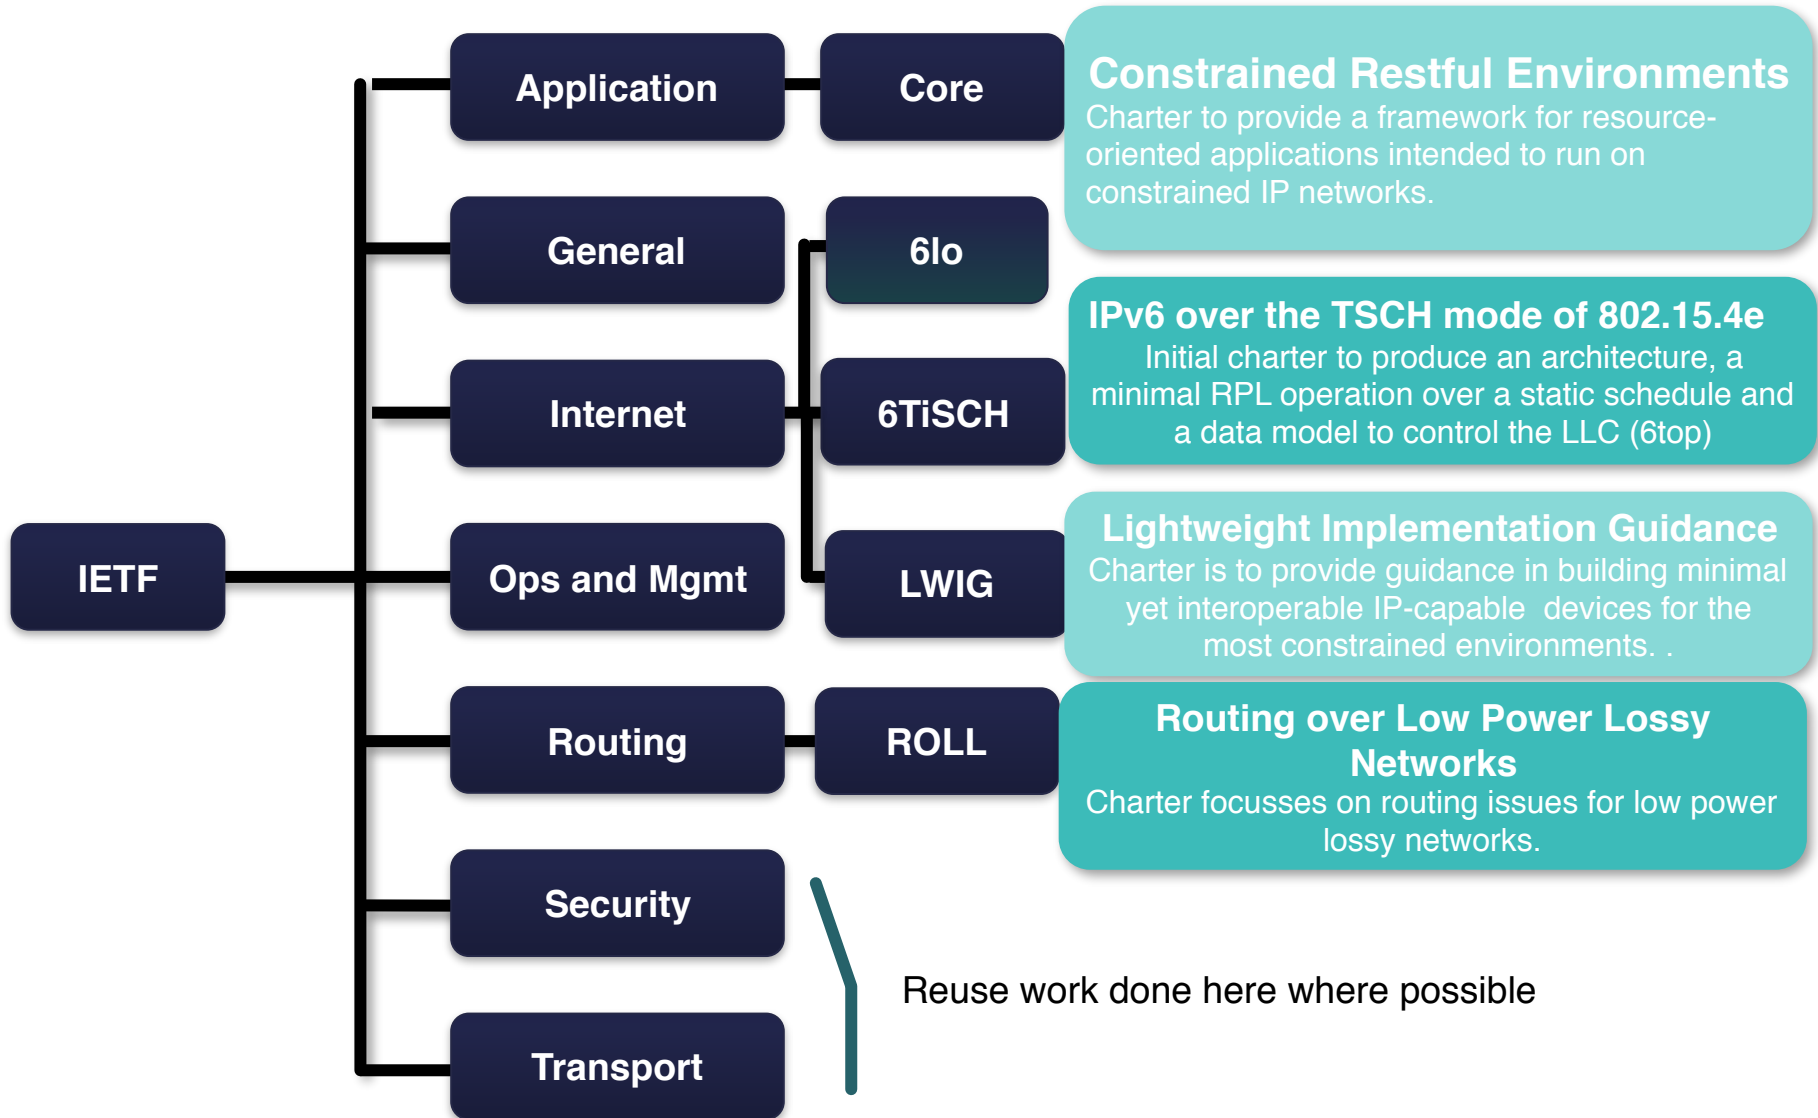 Application
Core
Constrained Restful Environments
Charter to provide a framework for resource-
oriented applications intended to run on
constrained IP networks.
General
6lo
IPv6 over the TSCH mode of 802.15.4e
Initial charter to produce an architecture, a
minimal RPL operation over a static schedule and
a data model to control the LLC (6top)
Internet
6TiSCH
Lightweight Implementation Guidance
Charter is to provide guidance in building minimal
yet interoperable IP-capable  devices for the
most constrained environments. .
IETF
Ops and Mgmt
LWIG
Routing
ROLL
Routing over Low Power Lossy
Networks
Charter focusses on routing issues for low power
lossy networks.
Security
Reuse work done here where possible
Transport